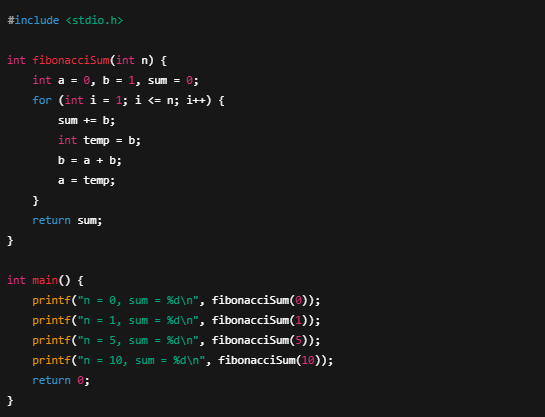 #include <stdio.h>

int fibonacciSum(int n) {
    int a = 0, b = 1, sum = 0;
    for (int i = 1; i <= n; i++) {
        sum += b;
        int temp = b;
        b = a + b;
        a = temp;
    }
    return sum;
}

int main() {
    printf("n = 0, sum = %d\n", fibonacciSum(0));
    printf("n = 1, sum = %d\n", fibonacciSum(1));
    printf("n = 5, sum = %d\n", fibonacciSum(5));
    printf("n = 10, sum = %d\n", fibonacciSum(10));
    return 0;
}